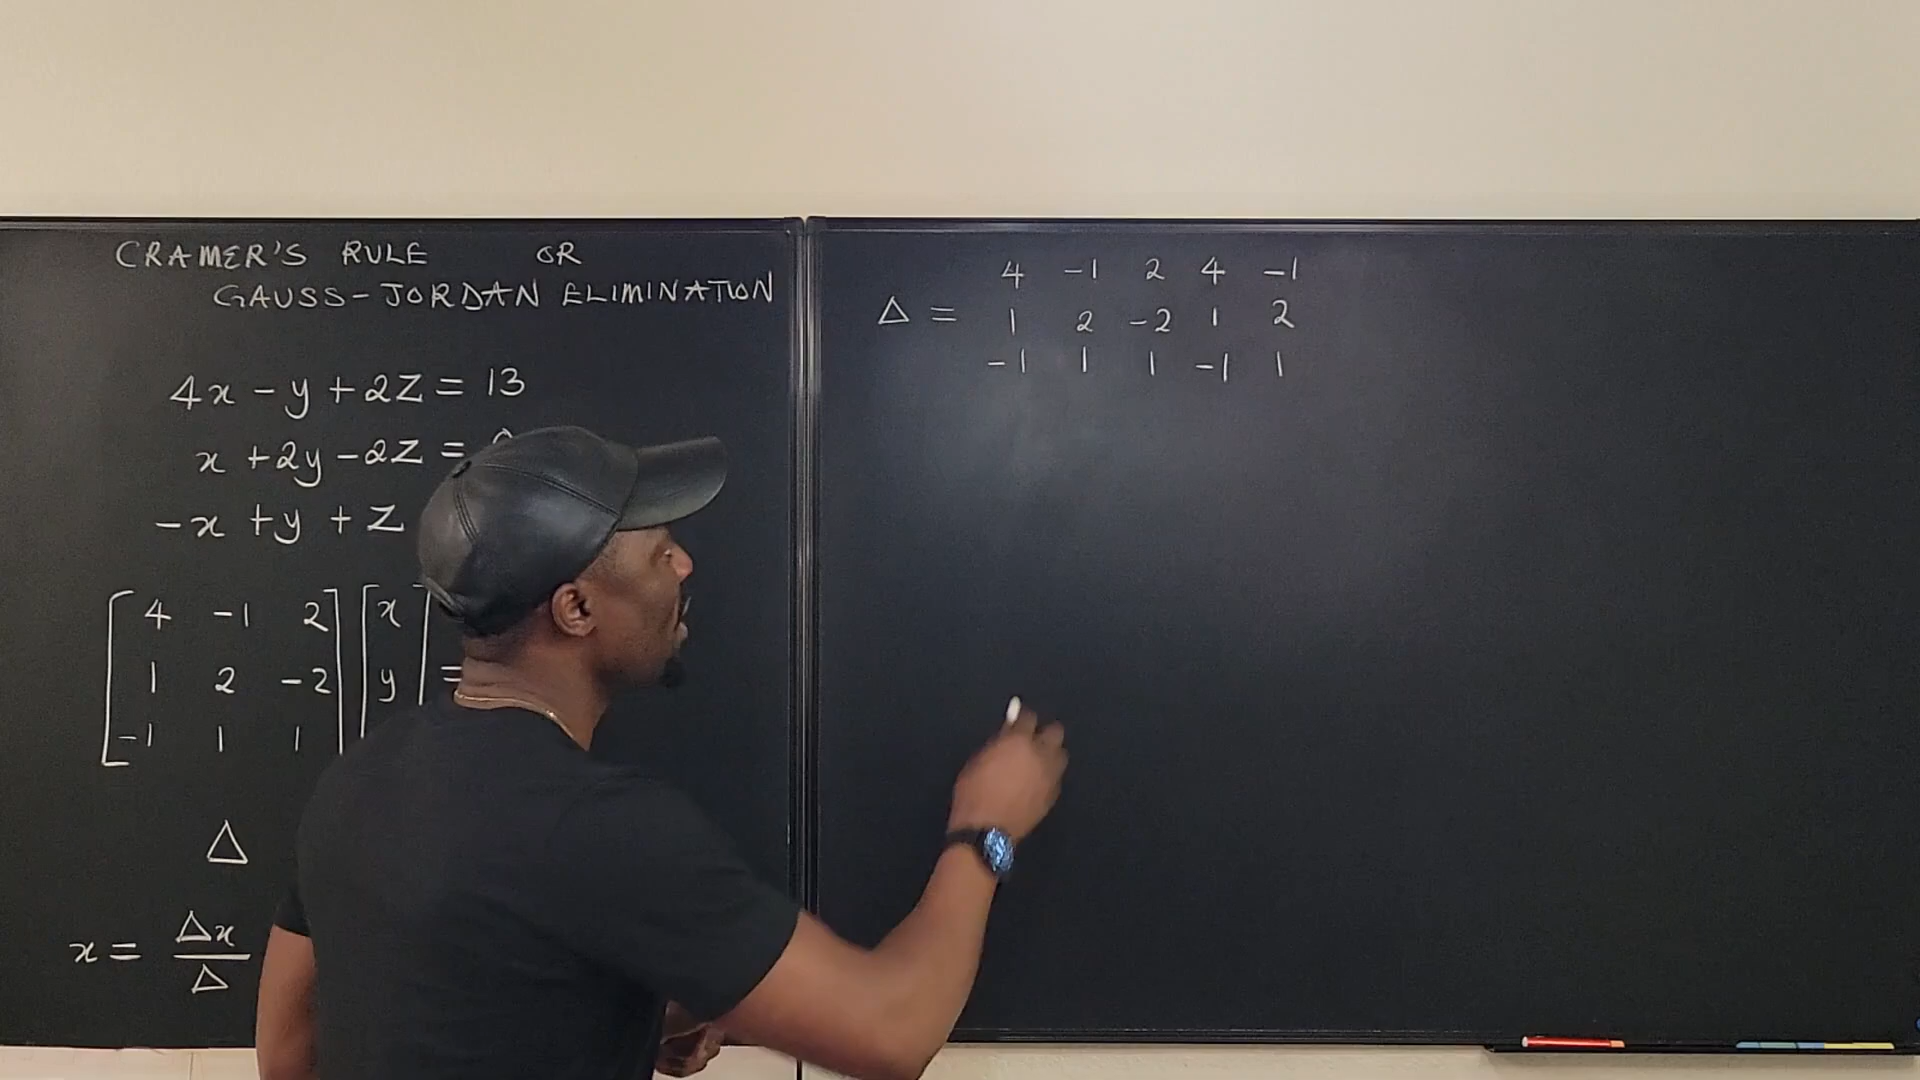 CRAMER'S RULE OR
GAUSS-JORDAN ELIMINATION
4x - y + 2z = 13
x + 2y - 2z =
-x + y + z
4 -1 2 x
1 2 -2 y =
-1 1 1
Δ
x = Δx / Δ
4 -1 2 4 -1
Δ = 1 2 -2 1 2
-1 1 1 -1 1